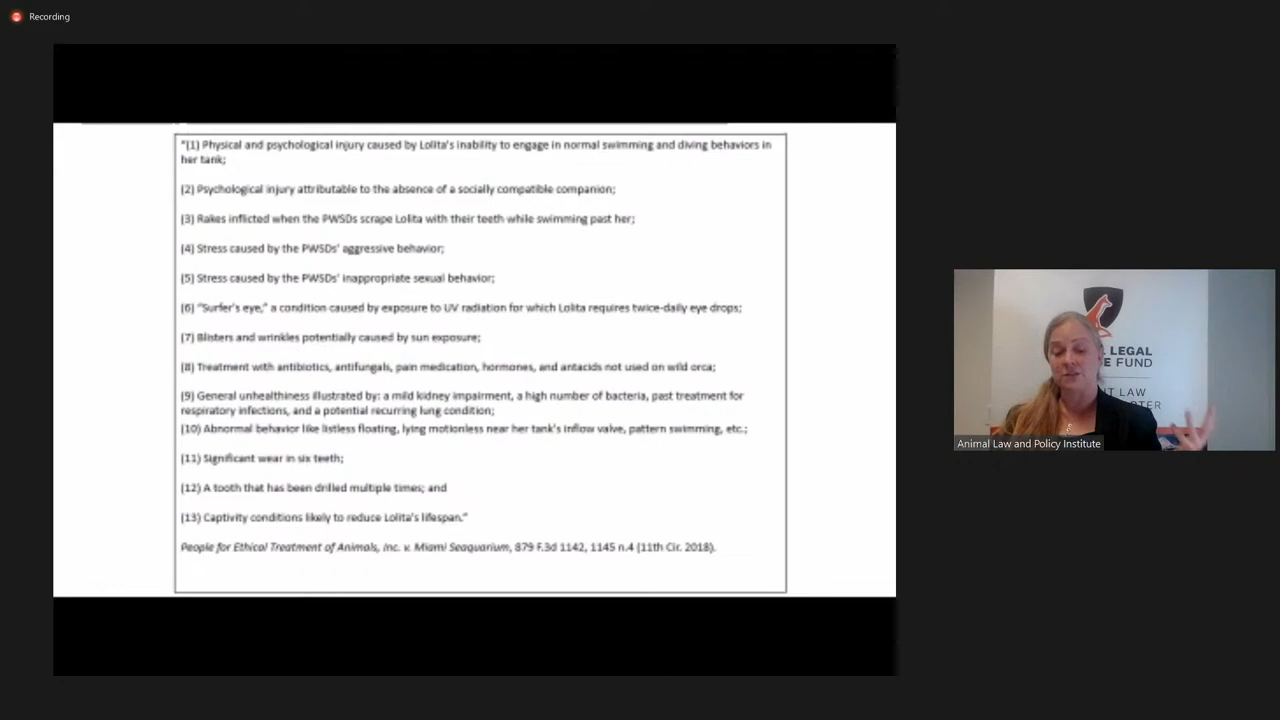 Recording
"(1) Physical and psychological injury caused by Lolita's inability to engage in normal swimming and diving behaviors in
her tank;
(2) Psychological injury attributable to the absence of a socially compatible companion;
(3) Rakes inflicted when the PWSDs scrape Lolita with their teeth while swimming past her;
(4) Stress caused by the PWSDs' aggressive behavior;
(5) Stress caused by the PWSDs' inappropriate sexual behavior;
(6) "Surfer's eye," a condition caused by exposure to UV radiation for which Lolita requires twice-daily eye drops;
(7) Blisters and wrinkles potentially caused by sun exposure;
(8) Treatment with antibiotics, antifungals, pain medication, hormones, and antacids not used on wild orca;
(9) General unhealthiness illustrated by: a mild kidney impairment, a high number of bacteria, past treatment for
respiratory infections, and a potential recurring lung condition;
(10) Abnormal behavior like listless floating, lying motionless near her tank's inflow valve, pattern swimming, etc.;
(11) Significant wear in six teeth;
(12) A tooth that has been drilled multiple times; and
(13) Captivity conditions likely to reduce Lolita's lifespan."
People for Ethical Treatment of Animals, Inc. v. Miami Seaquarium, 879 F.3d 1142, 1145 n.4 (11th Cir. 2018).
LEGAL
FUND
LAW
Animal Law and Policy Institute